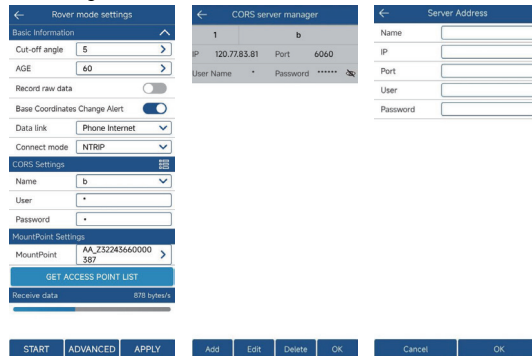 Rover mode settings
Basic Information
Cut-off angle 5
AGE 60
Record raw data
Base Coordinates Change Alert
Data link Phone Internet
Connect mode NTRIP
CORS Settings
Name b
User *
Password •
MountPoint Settings
MountPoint AA_Z32243660000
387
GET ACCESS POINT LIST
Receive data 878 bytes/s
START ADVANCED APPLY
CORS server manager
1 b
IP 120.77.83.81 Port 6060
User Name * Password ******
Add Edit Delete OK
Server Address
Name
IP
Port
User
Password
Cancel OK